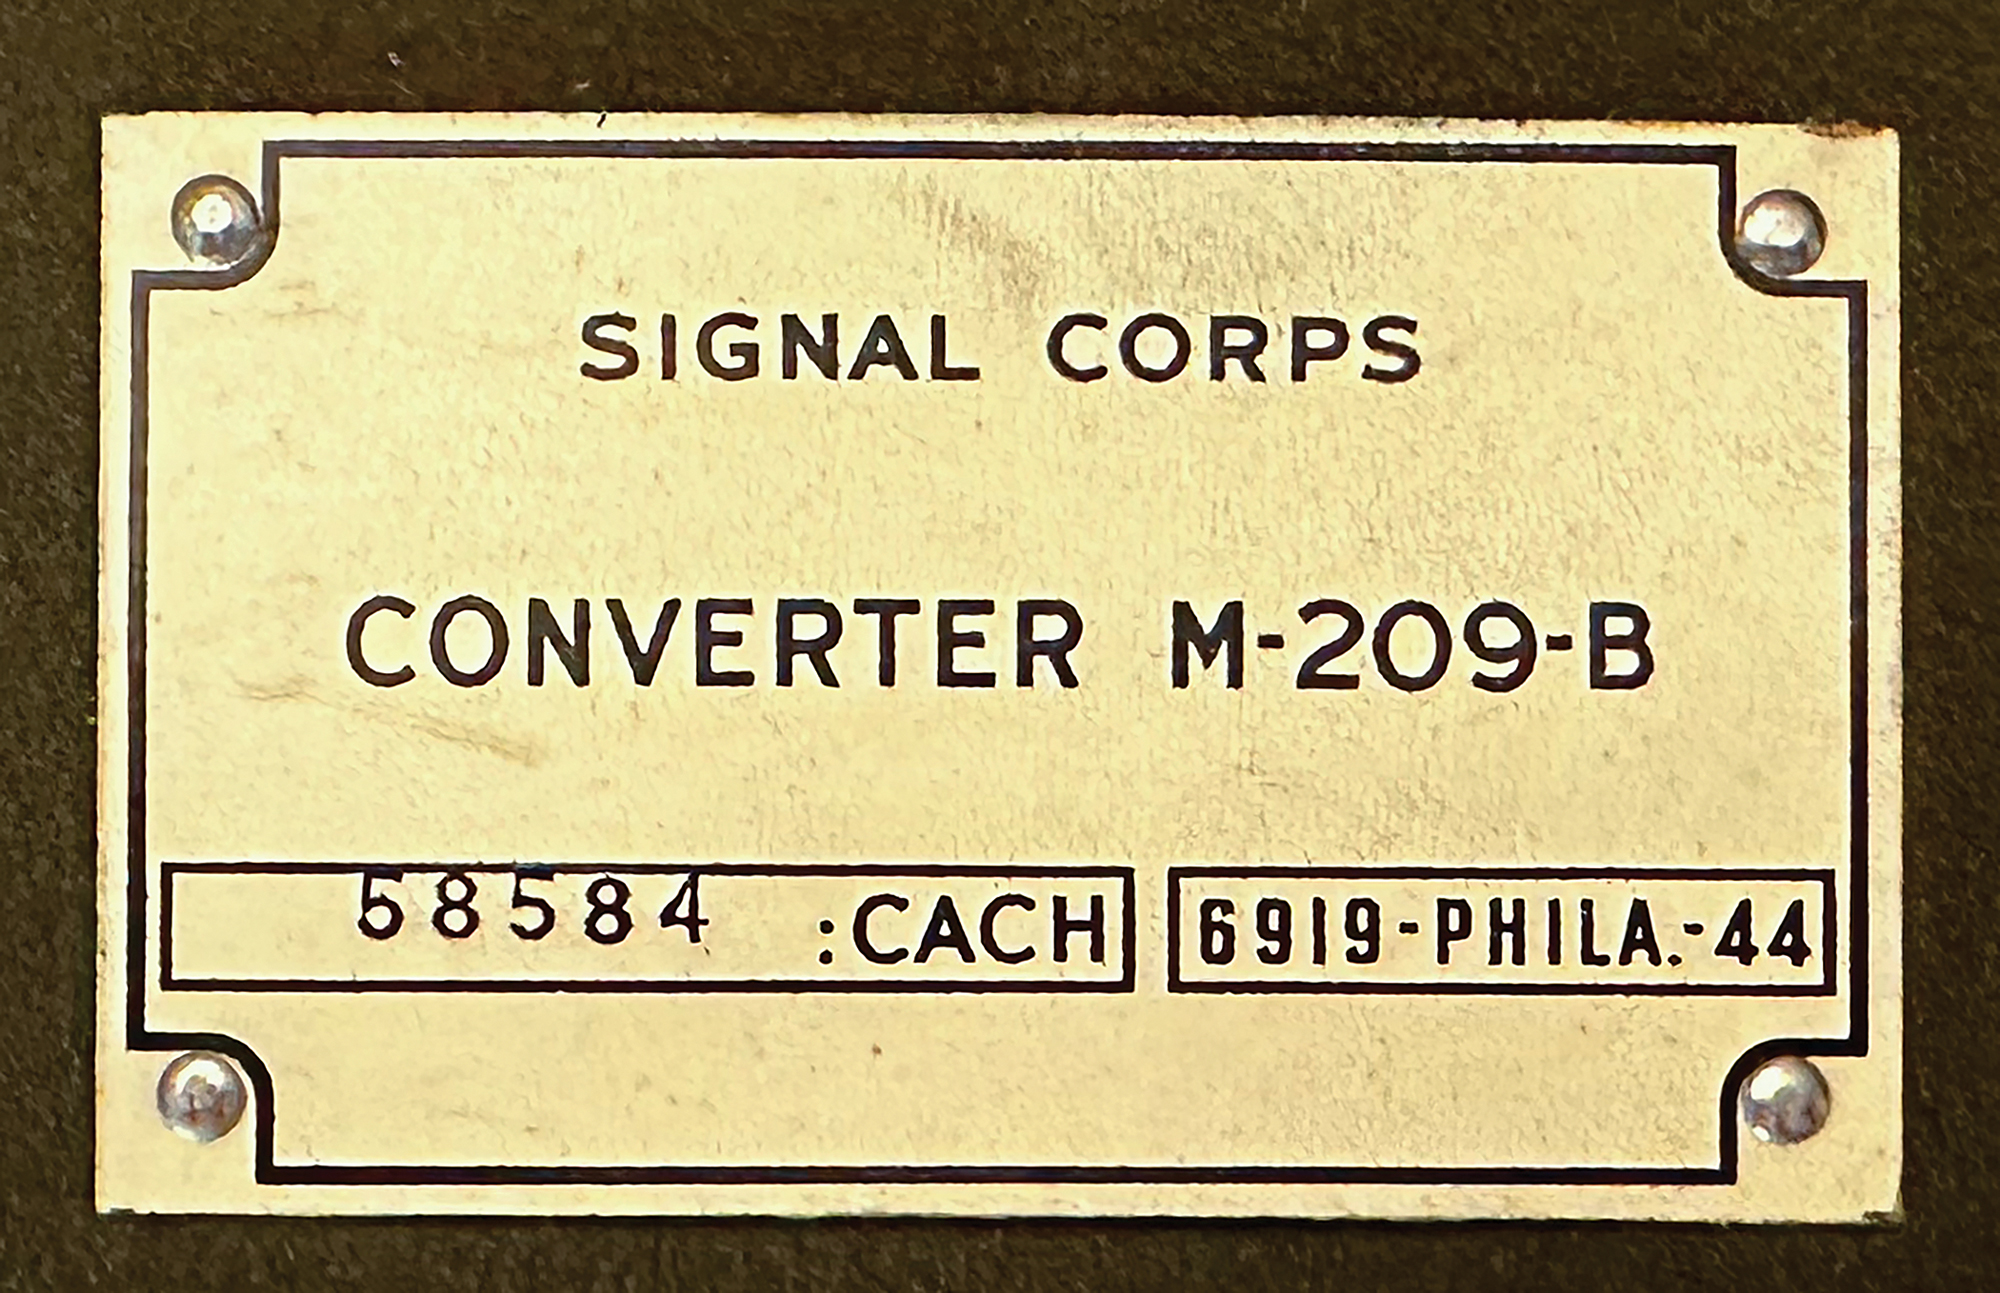 SIGNAL CORPS
CONVERTER M-209-B
58584 :CACH 6919-PHILA.-44